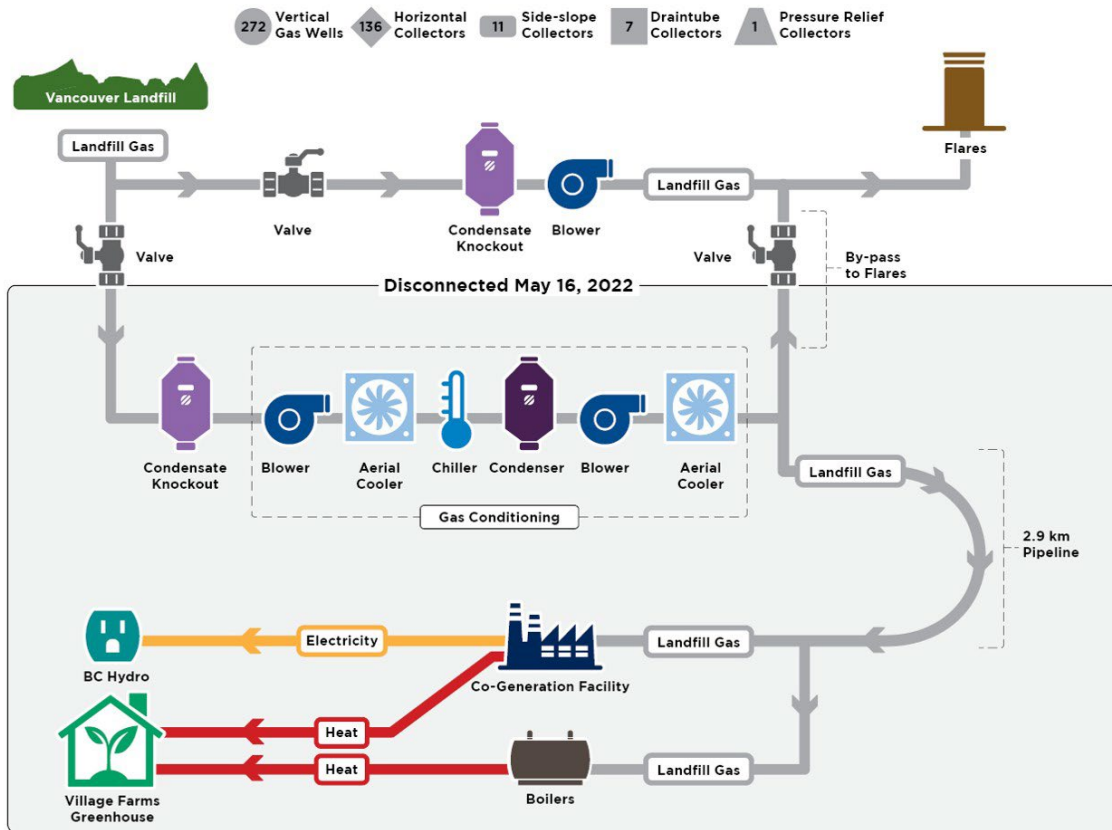 272 Vertical Gas Wells
136 Horizontal Collectors
11 Side-slope Collectors
7 Draintube Collectors
1 Pressure Relief Collectors
Vancouver Landfill
Landfill Gas
Valve
Condensate
Knockout
Blower
Landfill Gas
Flares
Valve
Valve
By-pass
to Flares
Disconnected May 16, 2022
Condensate
Knockout
Blower
Aerial
Cooler
Chiller
Condenser
Blower
Aerial
Cooler
Gas Conditioning
Landfill Gas
2.9 km
Pipeline
BC Hydro
Electricity
Co-Generation Facility
Landfill Gas
Village Farms
Greenhouse
Heat
Heat
Boilers
Landfill Gas